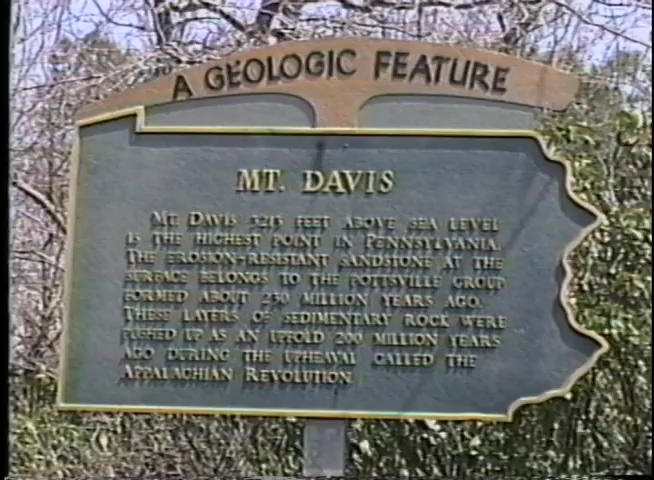 A GEOLOGIC FEATURE
MT. DAVIS
MT. DAVIS 3213 FEET ABOVE SEA LEVEL
IS THE HIGHEST POINT IN PENNSYLVANIA.
THE EROSION-RESISTANT SANDSTONE AT THE
SURFACE BELONGS TO THE POTTSVILLE GROUP
FORMED ABOUT 230 MILLION YEARS AGO.
THESE LAYERS OF SEDIMENTARY ROCK WERE
PUSHED UP AS AN UPFOLD 200 MILLION YEARS
AGO DURING THE UPHEAVAL CALLED THE
APPALACHIAN REVOLUTION.